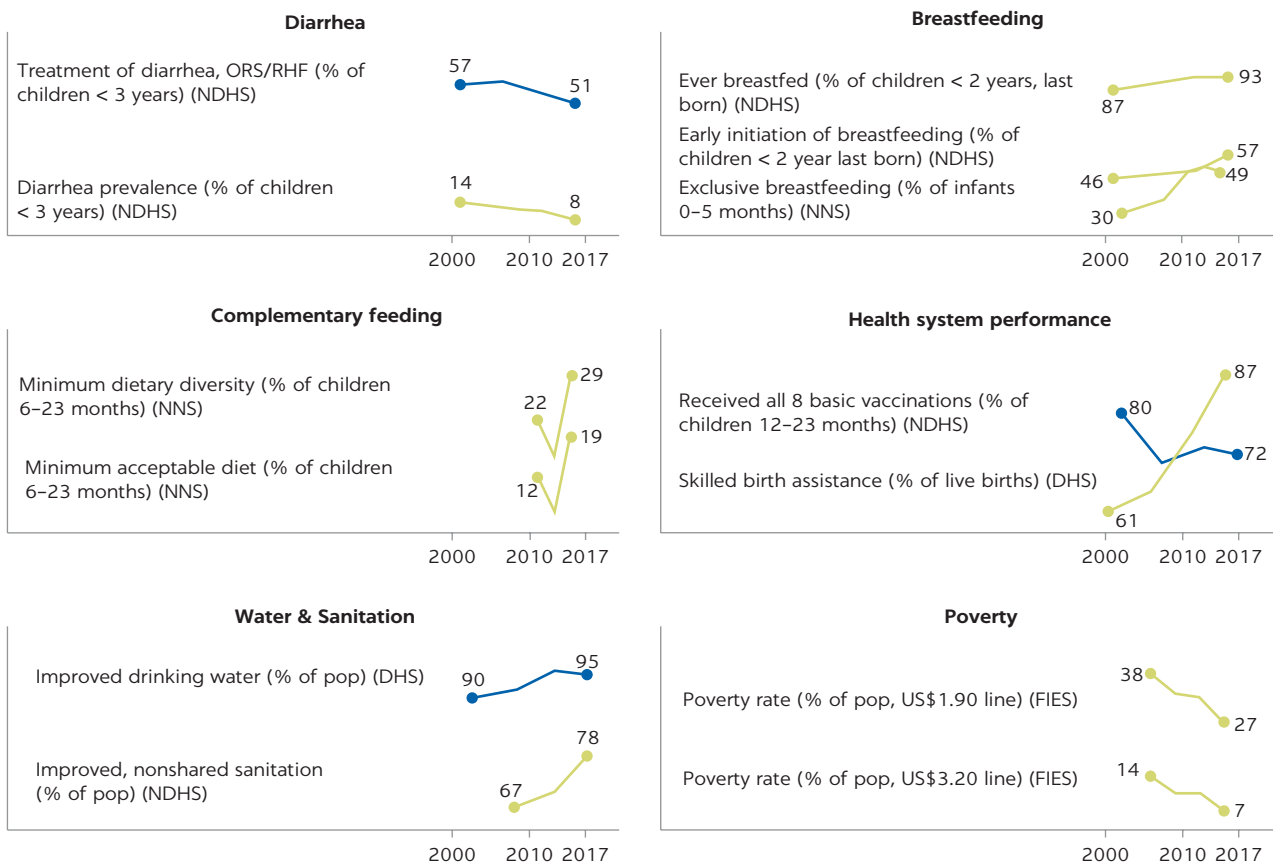 Diarrhea
Treatment of diarrhea, ORS/RHF (% of
children < 3 years) (NDHS)
57
51
Diarrhea prevalence (% of children
< 3 years) (NDHS)
14
8
2000 2010 2017
Breastfeeding
Ever breastfed (% of children < 2 years, last
born) (NDHS)
87
93
Early initiation of breastfeeding (% of
children < 2 year last born) (NDHS)
Exclusive breastfeeding (% of infants
0–5 months) (NNS)
46
57
49
30
2000 2010 2017
Complementary feeding
Minimum dietary diversity (% of children
6–23 months) (NNS)
22
29
Minimum acceptable diet (% of children
6–23 months) (NNS)
12
19
2000 2010 2017
Health system performance
Received all 8 basic vaccinations (% of
children 12–23 months) (NDHS)
80
87
72
Skilled birth assistance (% of live births) (DHS)
61
2000 2010 2017
Water & Sanitation
Improved drinking water (% of pop) (DHS)
90
95
Improved, nonshared sanitation
(% of pop) (NDHS)
67
78
2000 2010 2017
Poverty
Poverty rate (% of pop, US$1.90 line) (FIES)
38
27
Poverty rate (% of pop, US$3.20 line) (FIES)
14
7
2000 2010 2017